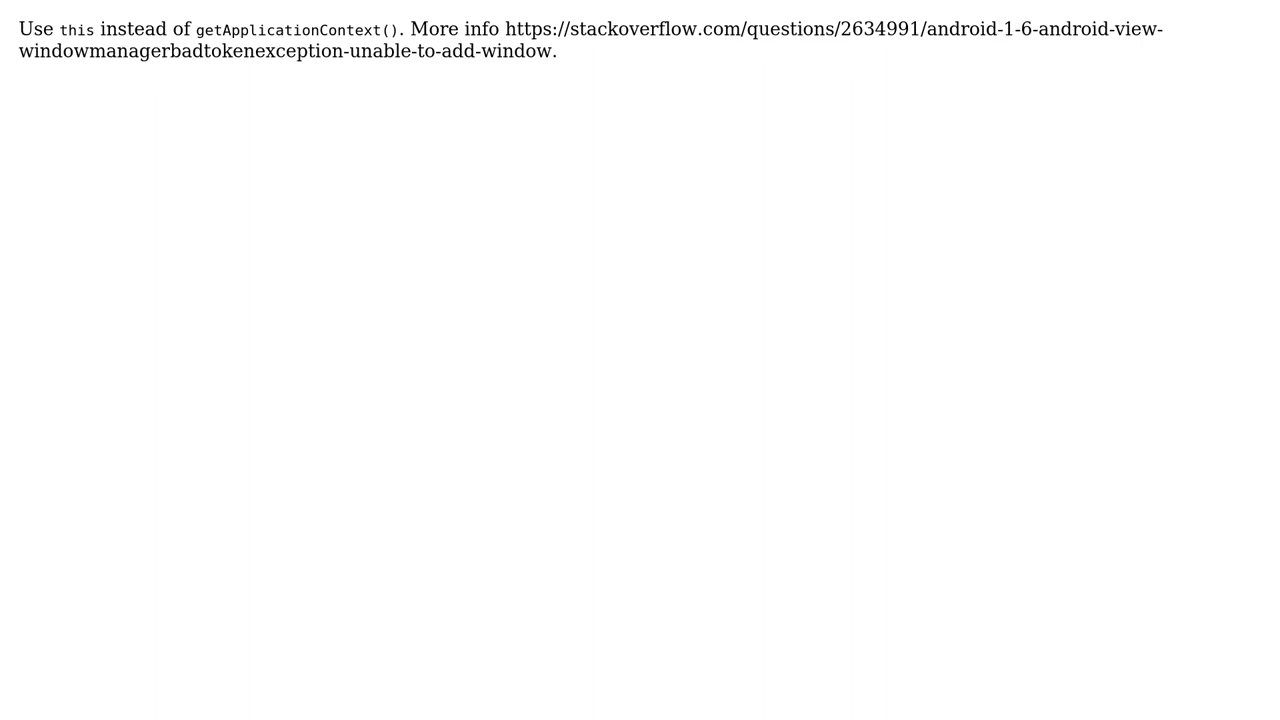 Use this instead of getApplicationContext(). More info https://stackoverflow.com/questions/2634991/android-1-6-android-view-
windowmanagerbadtokenexception-unable-to-add-window.